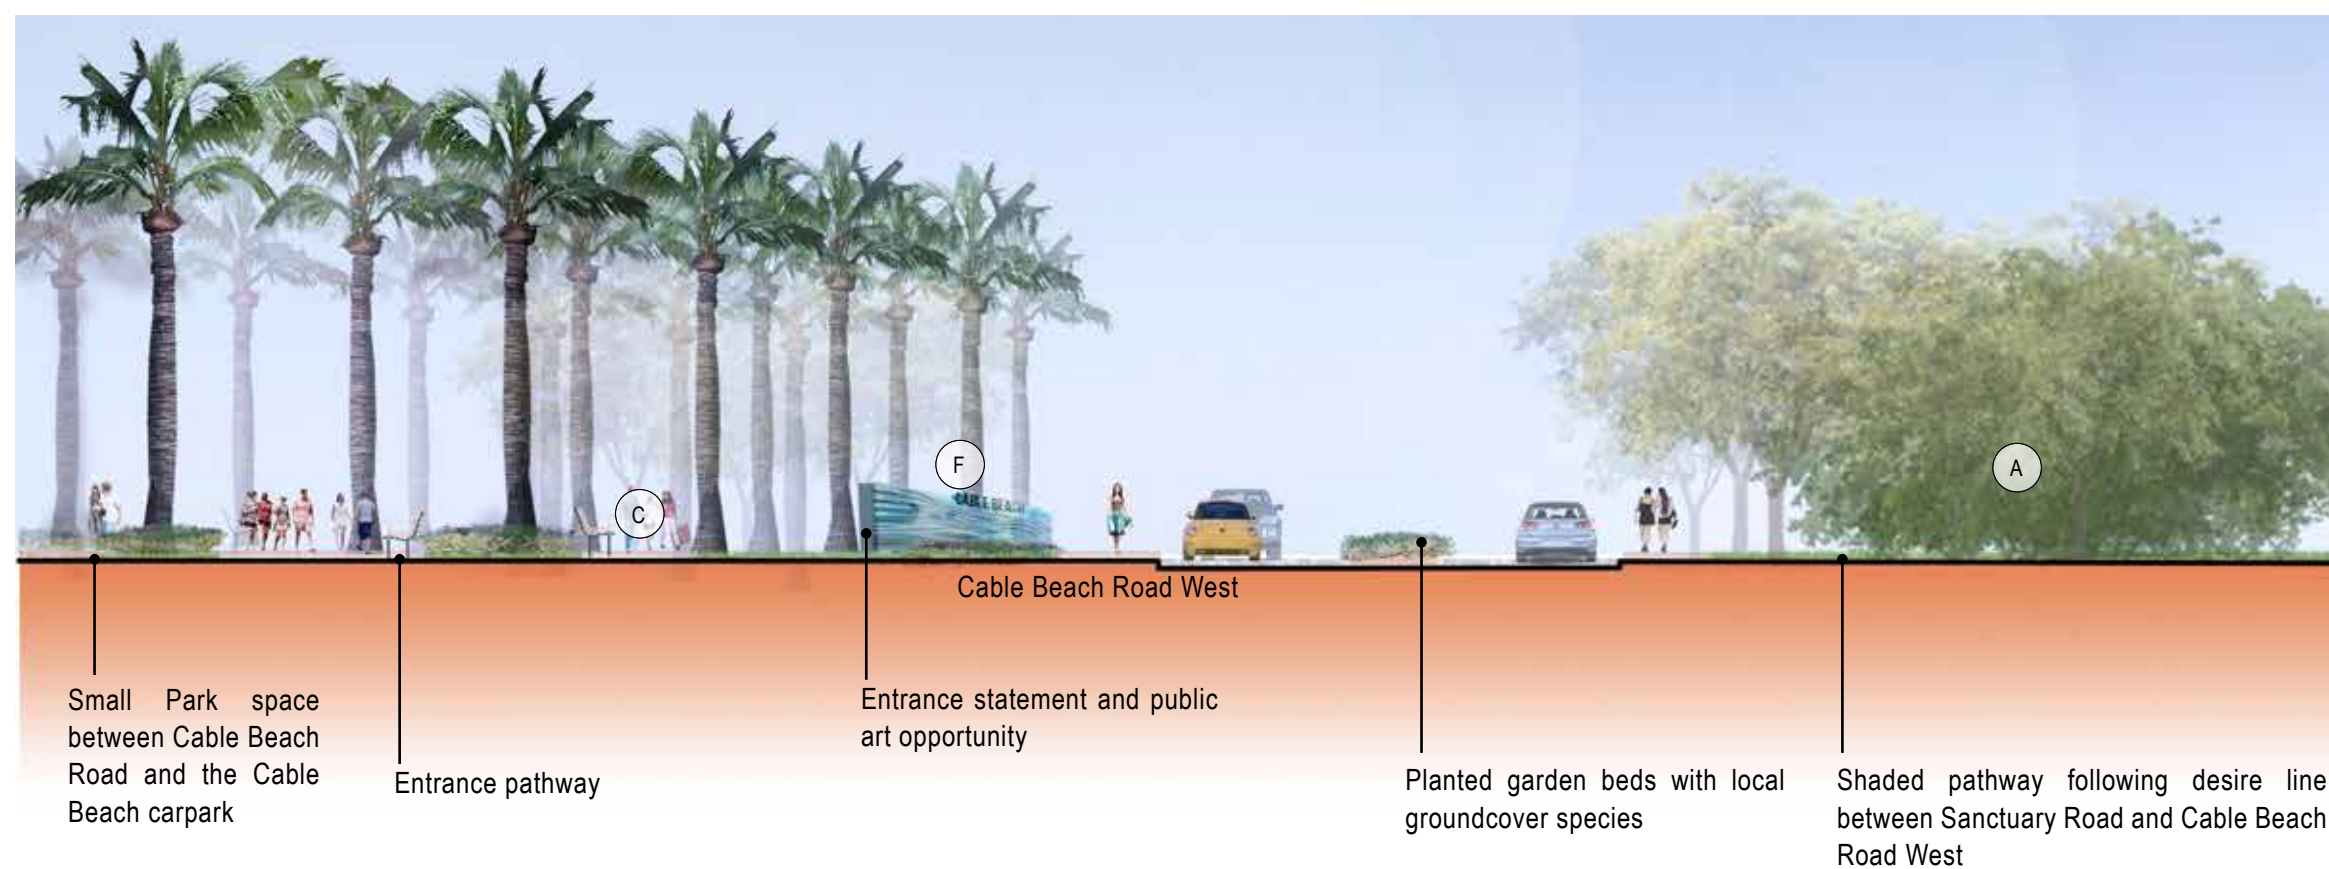 F
A
C
CABLE BEACH
Cable Beach Road West
Small Park space
between Cable Beach
Road and the Cable
Beach carpark
Entrance pathway
Entrance statement and public
art opportunity
Planted garden beds with local
groundcover species
Shaded pathway following desire line
between Sanctuary Road and Cable Beach
Road West